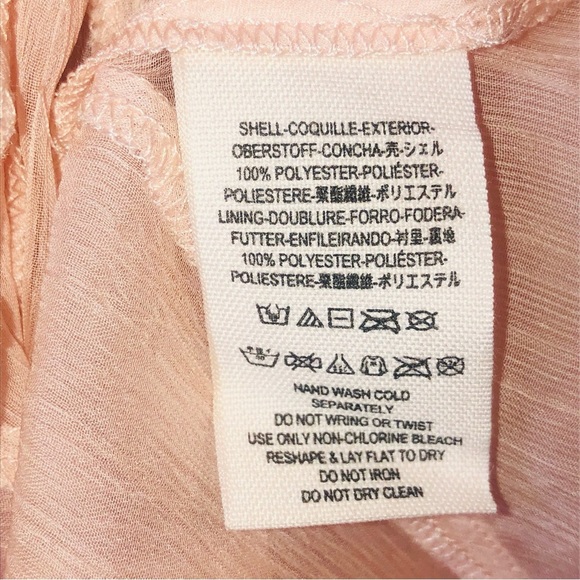 SHELL-COQUILLE-EXTERIOR-
OBERSTOFF-CONCHA-売-シェル
100% POLYESTER-POLIÉSTER-
POLIESTERE-聚酯纖維-ポリエステル
LINING-DOUBLURE-FORRO-FODERA-
FUTTER-ENFILEIRANDO-衬里-裏地
100% POLYESTER-POLIÉSTER-
POLIESTERE-聚酯纖維-ポリエステル
HAND WASH COLD
SEPARATELY
DO NOT WRING OR TWIST
USE ONLY NON-CHLORINE BLEACH
RESHAPE & LAY FLAT TO DRY
DO NOT IRON
DO NOT DRY CLEAN